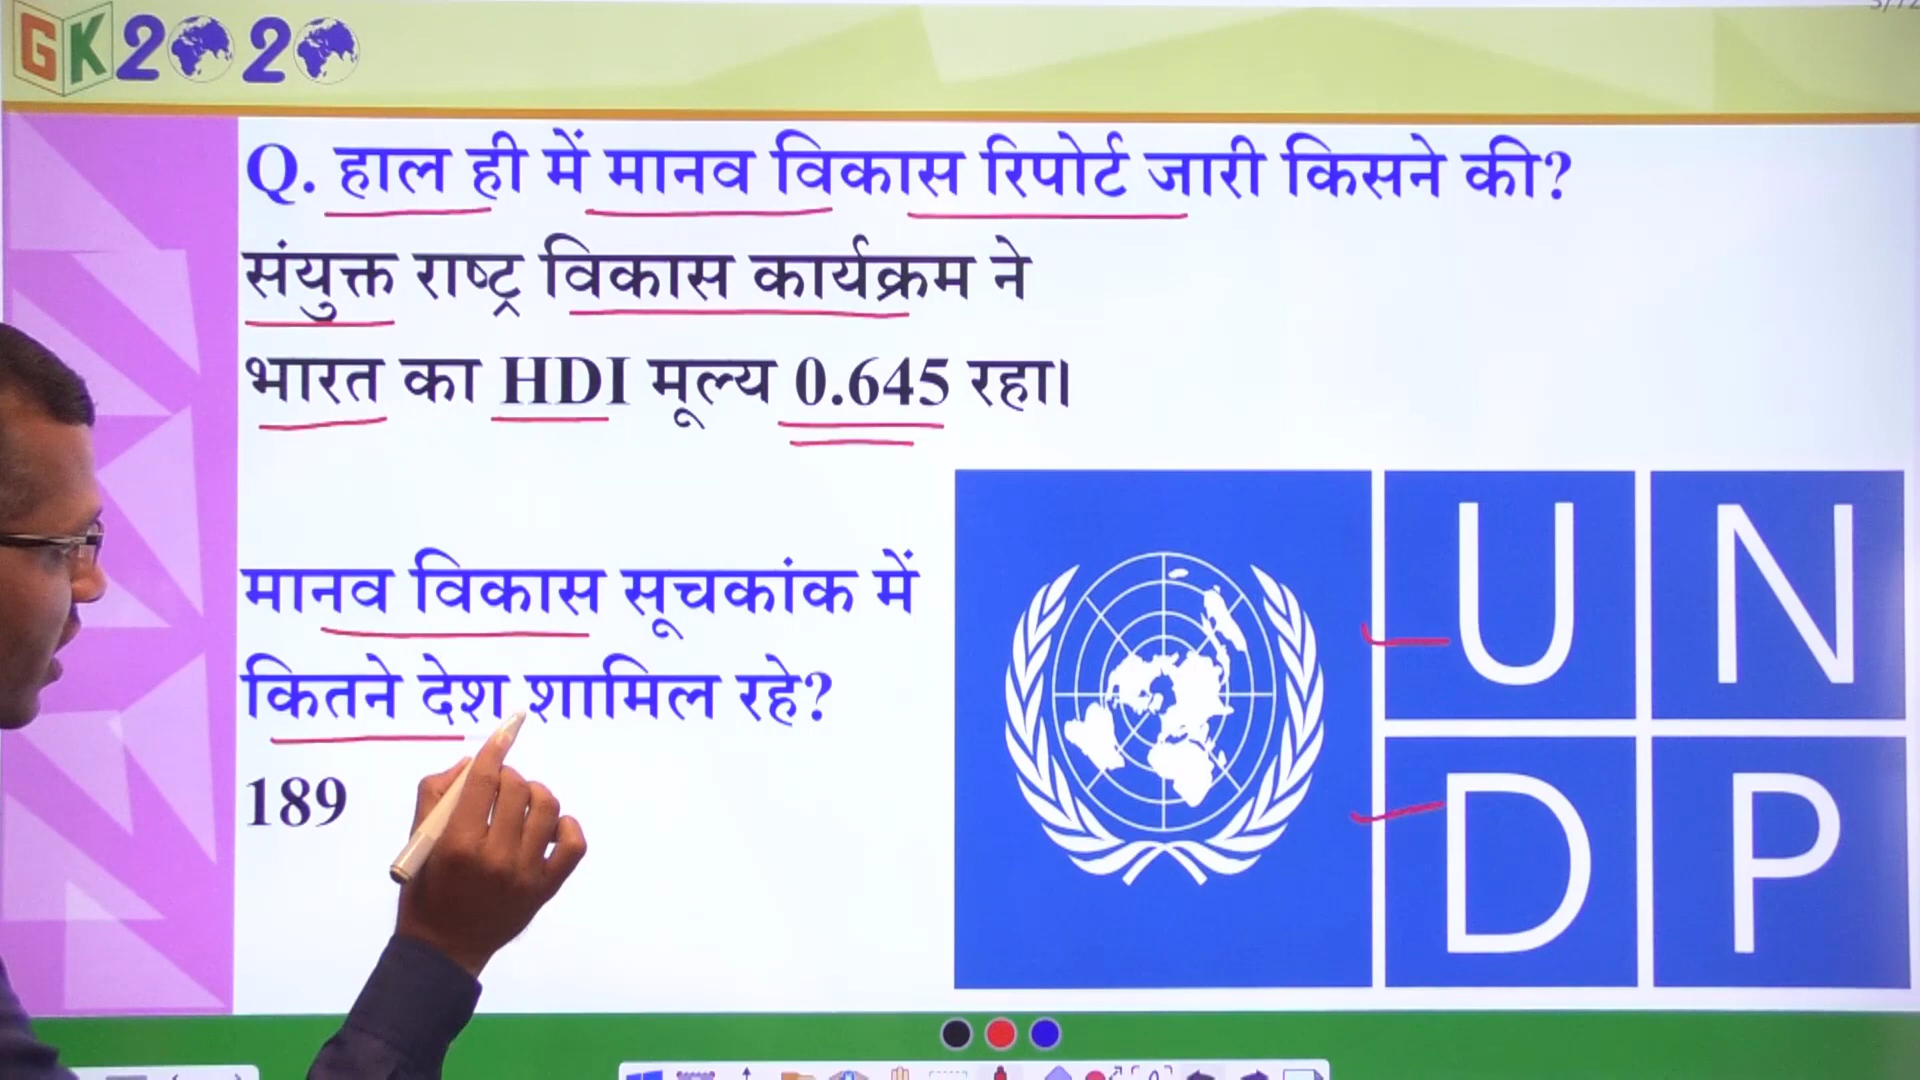 GK2020
Q. हाल ही में मानव विकास रिपोर्ट जारी किसने की?
संयुक्त राष्ट्र विकास कार्यक्रम ने
भारत का HDI मूल्य 0.645 रहा।
मानव विकास सूचकांक में
कितने देश शामिल रहे?
189
U N
D P